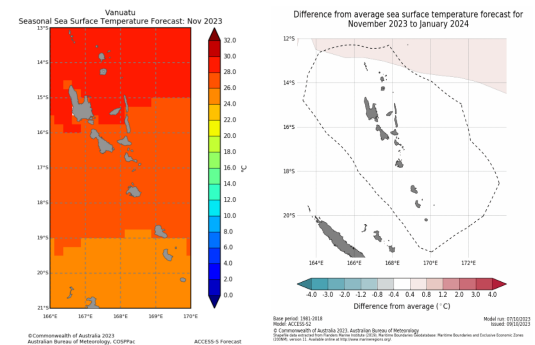 Vanuatu
Seasonal Sea Surface Temperature Forecast: Nov 2023
13°S
14°S
15°S
16°S
17°S
18°S
19°S
20°S
21°S
166°E 167°E 168°E 169°E 170°E
32.0
30.0
28.0
26.0
24.0
22.0
20.0
18.0
16.0
14.0
12.0
10.0
8.0
6.0
4.0
2.0
0.0
°C
©Commonwealth of Australia 2023
Australian Bureau of Meteorology, COSPPac ACCESS-S Forecast
Difference from average sea surface temperature forecast for
November 2023 to January 2024
12°S
14°S
16°S
18°S
20°S
164°E 166°E 168°E 170°E 172°E
-4.0 -3.0 -2.0 -1.2 -0.8 -0.4 0.4 0.8 1.2 2.0 3.0 4.0
Difference from average (°C)
Base period: 1981-2018 Model run: 07/10/2023
Model: ACCESS-S2 Issued: 09/10/2023
© Commonwealth of Australia 2023, Australian Bureau of Meteorology